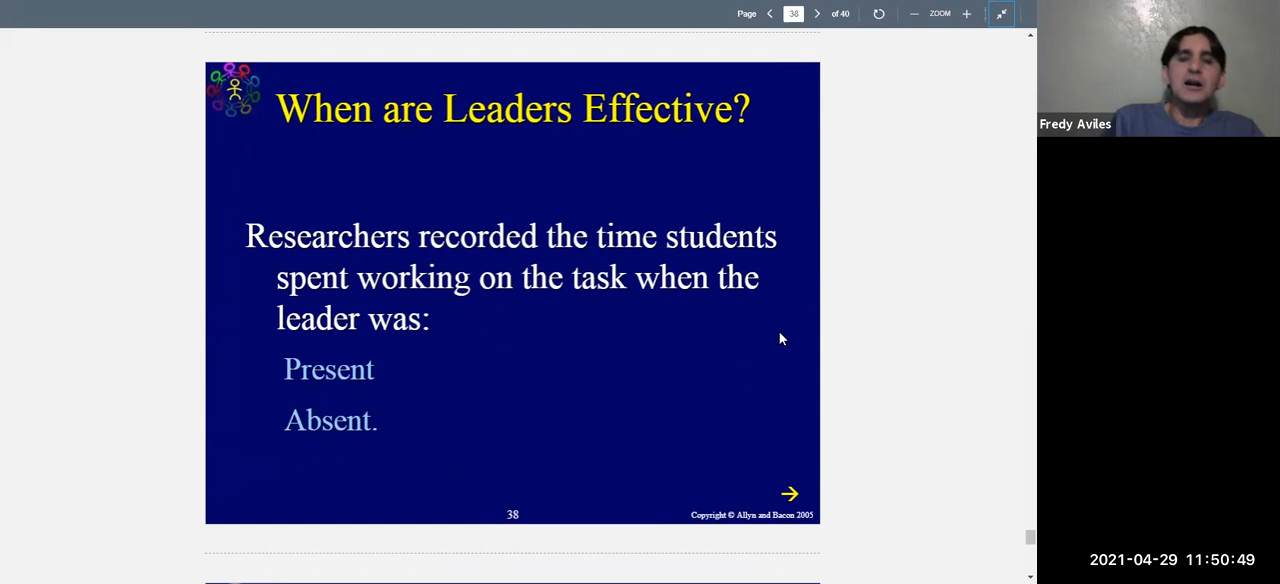 Page 38 of 40 ZOOM
When are Leaders Effective?
Researchers recorded the time students
spent working on the task when the
leader was:
Present
Absent.
38
Copyright © Allyn and Bacon 2005
Fredy Aviles
2021-04-29 11:50:49